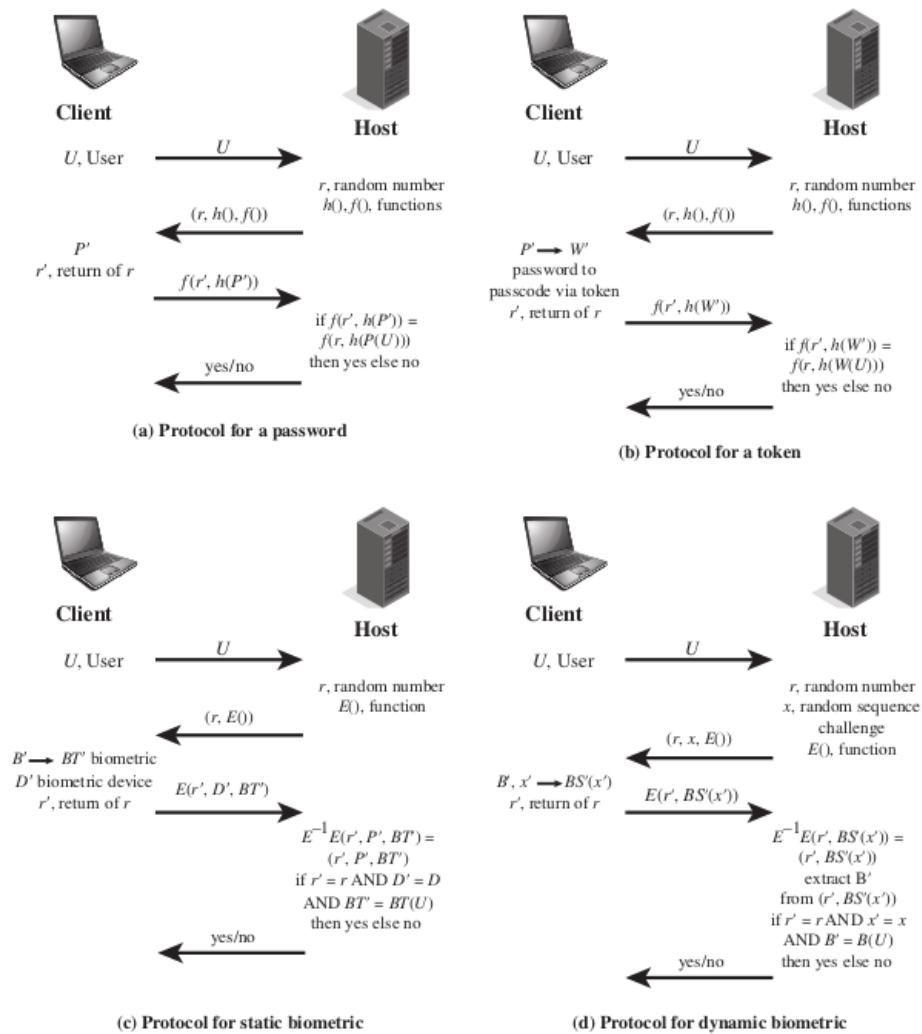 Client
Host
U, User
U
r, random number
h(), f(), functions
(r, h(), f())
P'
r', return of r
f(r', h(P'))
if f(r', h(P')) =
f(r, h(P(U)))
then yes else no
yes/no
(a) Protocol for a password
Client
Host
U, User
U
r, random number
h(), f(), functions
(r, h(), f())
P' → W'
password to
passcode via token
r', return of r
f(r', h(W'))
if f(r', h(W')) =
f(r, h(W(U)))
then yes else no
yes/no
(b) Protocol for a token
Client
Host
U, User
U
r, random number
E(), function
(r, E())
B' → BT' biometric
D' biometric device
r', return of r
E(r', D', BT')
E⁻¹E(r', P', BT') =
(r', P', BT')
if r' = r AND D' = D
AND BT' = BT(U)
then yes else no
yes/no
(c) Protocol for static biometric
Client
Host
U, User
U
r, random number
x, random sequence
challenge
E(), function
(r, x, E())
B', x' → BS'(x')
r', return of r
E(r', BS'(x'))
E⁻¹E(r', BS'(x')) =
(r', BS'(x'))
extract B'
from (r', BS'(x'))
if r' = r AND x' = x
AND B' = B(U)
then yes else no
yes/no
(d) Protocol for dynamic biometric